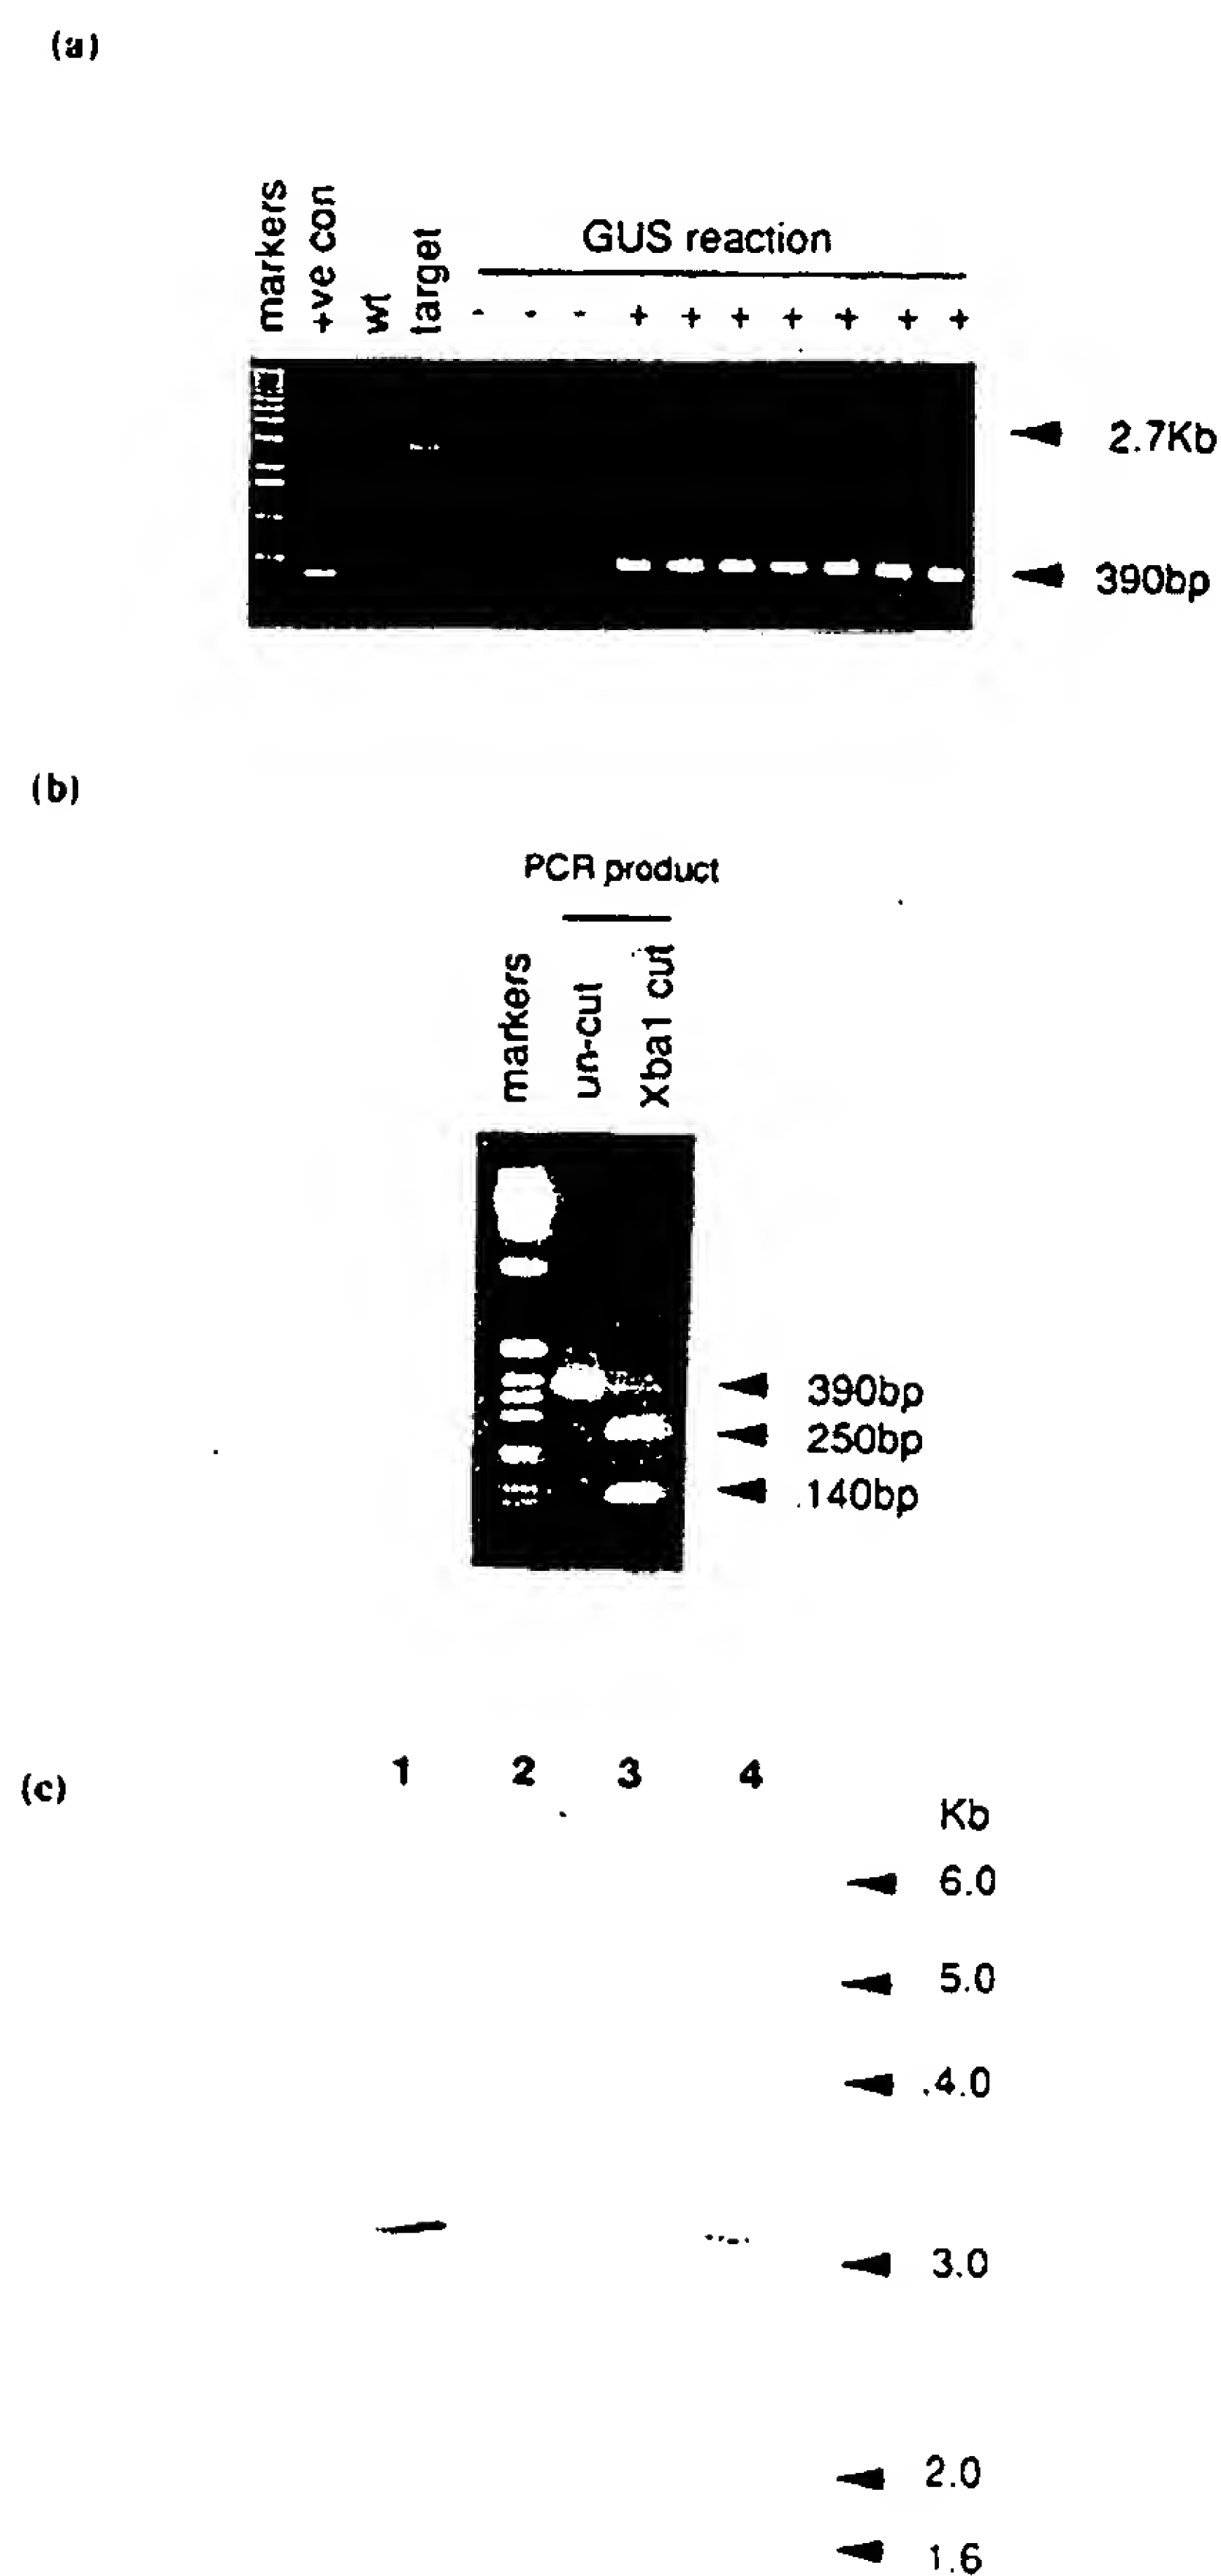 (a)
markers
+ve con
wt
target
GUS reaction
- - - + + + + + + +
2.7Kb
390bp
(b)
PCR product
markers
un-cut
Xba1 cut
390bp
250bp
.140bp
(c)
1 2 3 4
Kb
6.0
5.0
.4.0
3.0
2.0
1.6